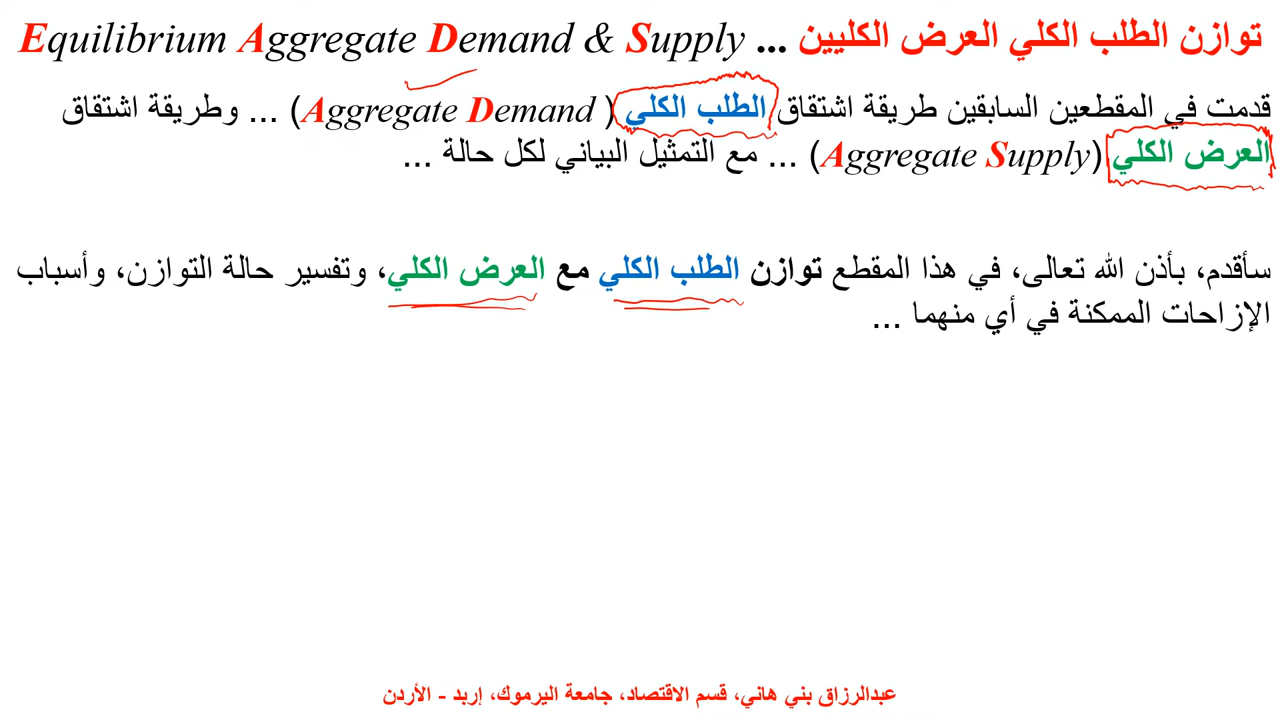 توازن الطلب الكلي العرض الكليين ... Equilibrium Aggregate Demand & Supply
قدمت في المقطعين السابقين طريقة اشتقاق الطلب الكلي (Aggregate Demand) ... وطريقة اشتقاق
العرض الكلي (Aggregate Supply) ... مع التمثيل البياني لكل حالة ...
سأقدم، بأذن الله تعالى، في هذا المقطع توازن الطلب الكلي مع العرض الكلي، وتفسير حالة التوازن، وأسباب
الإزاحات الممكنة في أي منهما ...
عبدالرزاق بني هاني، قسم الاقتصاد، جامعة اليرموك، إربد - الأردن